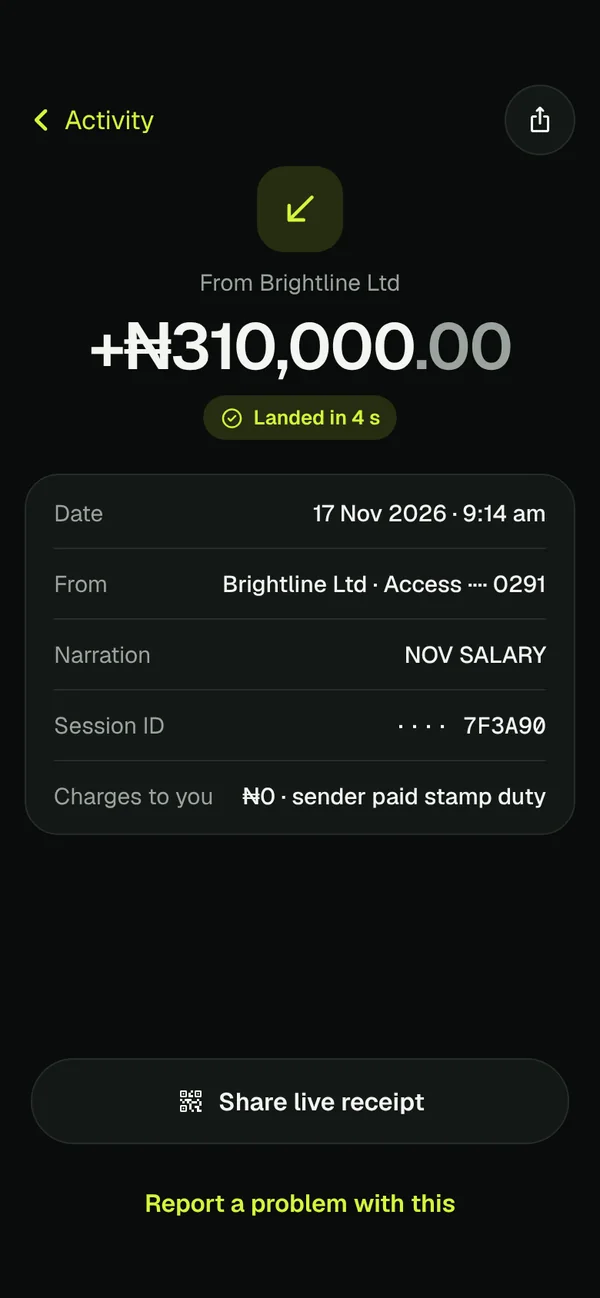 Activity
From Brightline Ltd
+₦310,000.00
Landed in 4 s
Date 17 Nov 2026 · 9:14 am
From Brightline Ltd · Access ···· 0291
Narration NOV SALARY
Session ID ···· 7F3A90
Charges to you ₦0 · sender paid stamp duty
Share live receipt
Report a problem with this